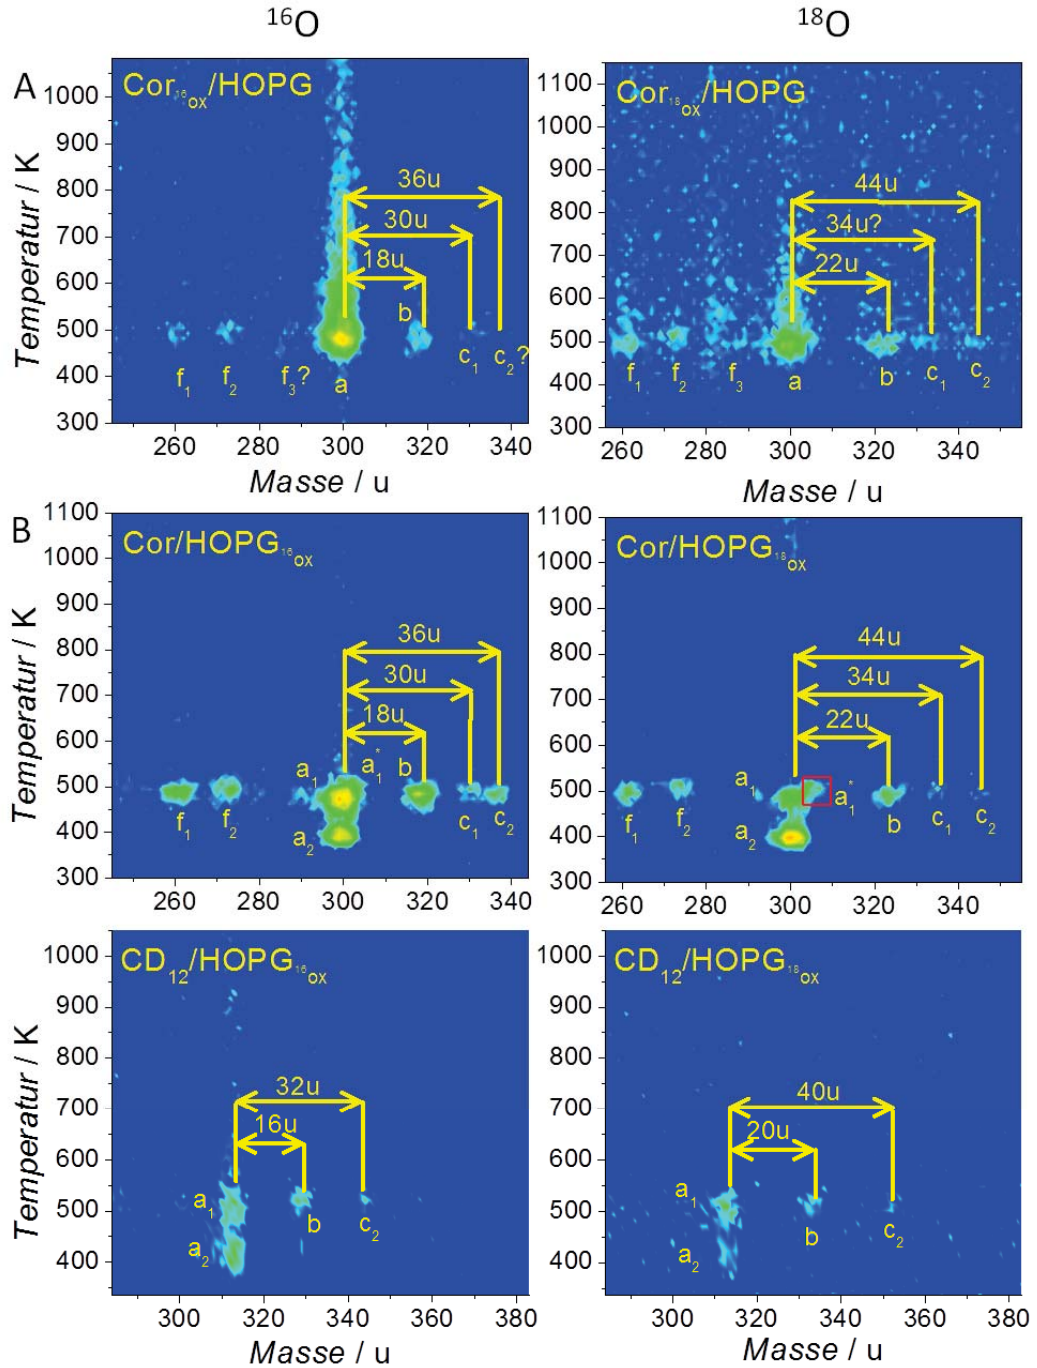 16O 18O
A
Cor16ox/HOPG
Temperatur / K
1000
900
800
700
600
500
400
300
36u
30u
18u
b
f1 f2 f3? a c1 c2?
260 280 300 320 340
Masse / u
Cor18ox/HOPG
1100
1000
900
800
700
600
500
400
300
44u
34u?
22u
f1 f2 f3 a b c1 c2
260 280 300 320 340
Masse / u
B
Cor/HOPG16ox
Temperatur / K
1100
1000
900
800
700
600
500
400
300
36u
30u
18u
a1 a1* b
f1 f2 a2 c1 c2
260 280 300 320 340
Cor/HOPG18ox
1100
1000
900
800
700
600
500
400
300
44u
34u
22u
a1 a1*
f1 f2 a2 b c1 c2
260 280 300 320 340
CD12/HOPG16ox
Temperatur / K
1000
900
800
700
600
500
400
32u
16u
a1 b c2
a2
300 320 340 360 380
Masse / u
CD12/HOPG18ox
1000
900
800
700
600
500
400
40u
20u
a1 b c2
a2
300 320 340 360 380
Masse / u